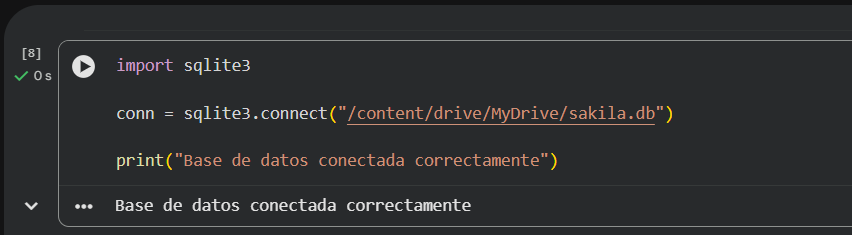 [8]
0 s
import sqlite3
conn = sqlite3.connect("/content/drive/MyDrive/sakila.db")
print("Base de datos conectada correctamente")
Base de datos conectada correctamente